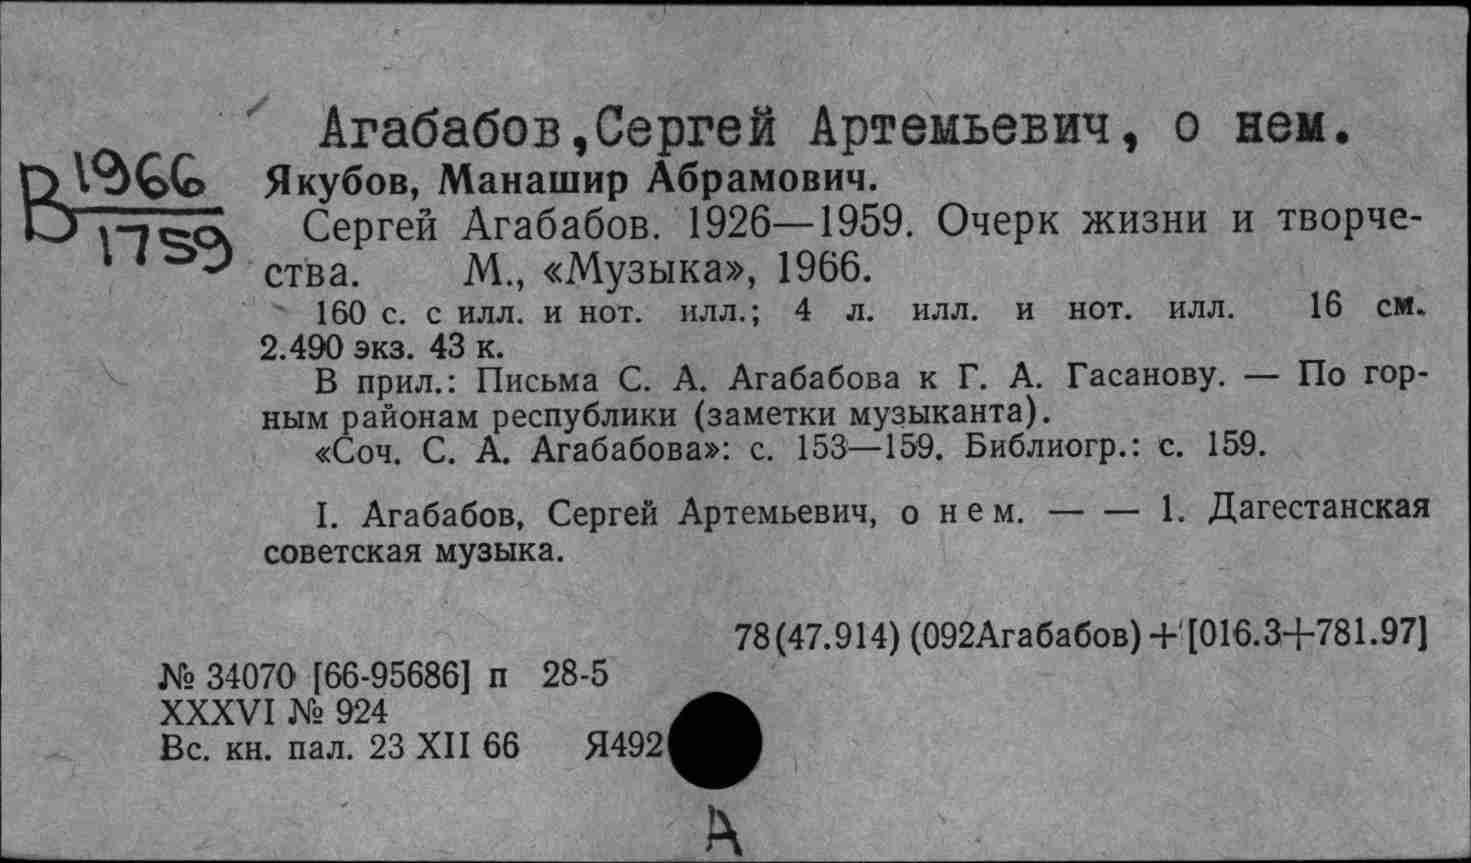 Агабабов,Сергей Артемьевич, о нем.
В 1966
1759
Якубов, Манашир Абрамович.
Сергей Агабабов. 1926—1959. Очерк жизни и творче-
ства. М., «Музыка», 1966.
160 с. с илл. и нот. илл.; 4 л. илл. и нот. илл. 16 см.
2.490 экз. 43 к.
В прил.: Письма С. А. Агабабова к Г. А. Гасанову. — По гор-
ным районам республики (заметки музыканта).
«Соч. С. А. Агабабова»: с. 153—159. Библиогр.: с. 159.
I. Агабабов, Сергей Артемьевич, о нем. — — 1. Дагестанская
советская музыка.
78(47.914)(092Агабабов)+[016.3+781.97]
№ 34070 [66-95686] п 28-5
XXXVI № 924
Вс. кн. пал. 23 XII 66 Я492
А